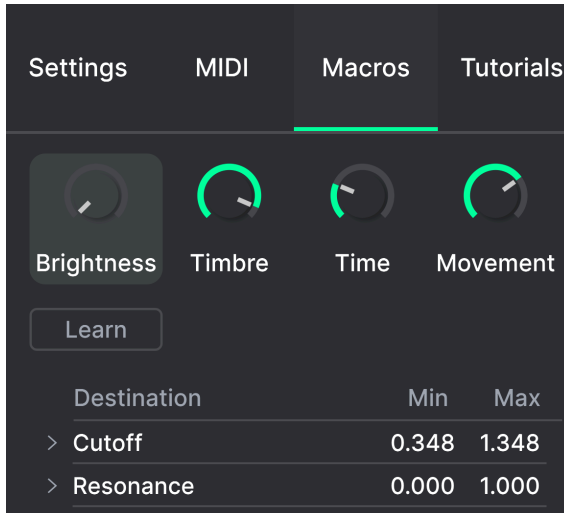 Settings MIDI Macros Tutorials
Brightness Timbre Time Movement
Learn
Destination Min Max
Cutoff 0.348 1.348
Resonance 0.000 1.000